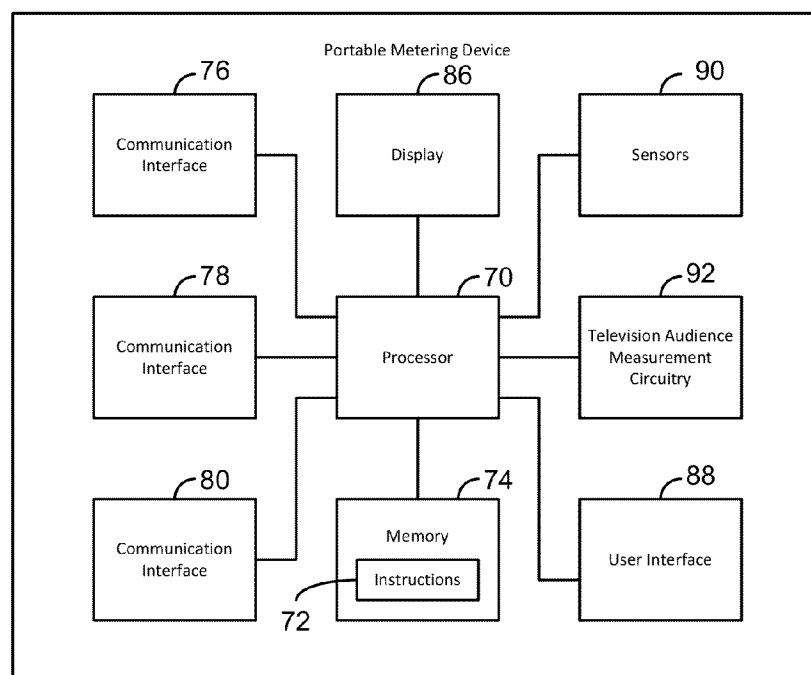 Portable Metering Device
76
86
90
Communication
Interface
Display
Sensors
78
70
92
Communication
Interface
Processor
Television Audience
Measurement
Circuitry
80
74
88
Communication
Interface
Memory
Instructions
72
User Interface